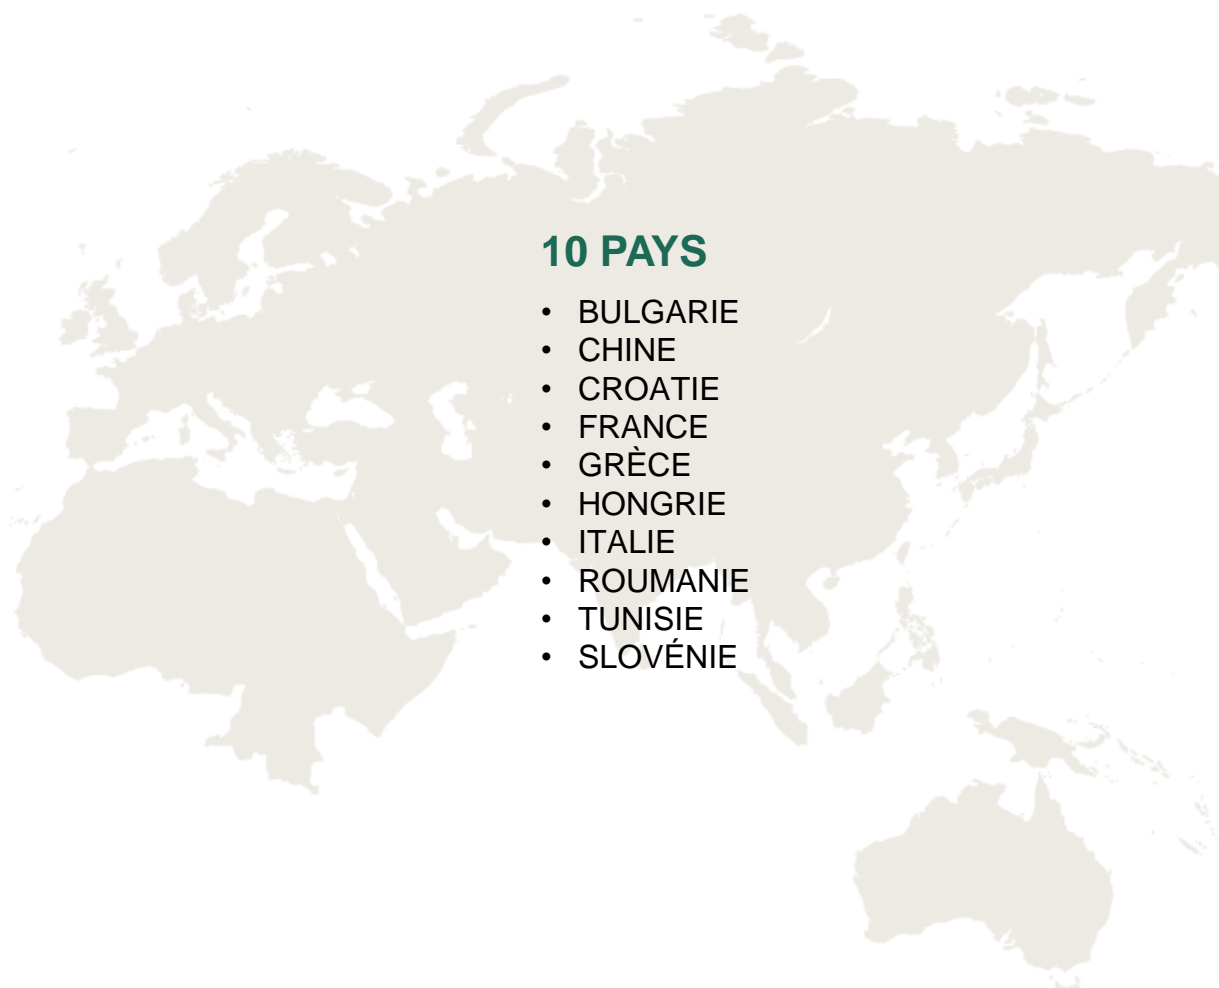 10 PAYS
• BULGARIE
• CHINE
• CROATIE
• FRANCE
• GRÈCE
• HONGRIE
• ITALIE
• ROUMANIE
• TUNISIE
• SLOVÉNIE